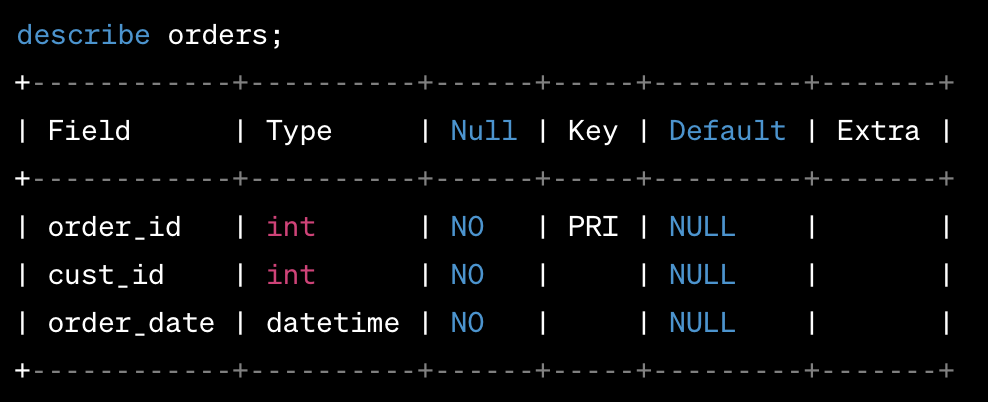 describe orders;
+------------+----------+------+-----+---------+-------+
| Field      | Type     | Null | Key | Default | Extra |
+------------+----------+------+-----+---------+-------+
| order_id   | int      | NO   | PRI | NULL    |       |
| cust_id    | int      | NO   |     | NULL    |       |
| order_date | datetime | NO   |     | NULL    |       |
+------------+----------+------+-----+---------+-------+